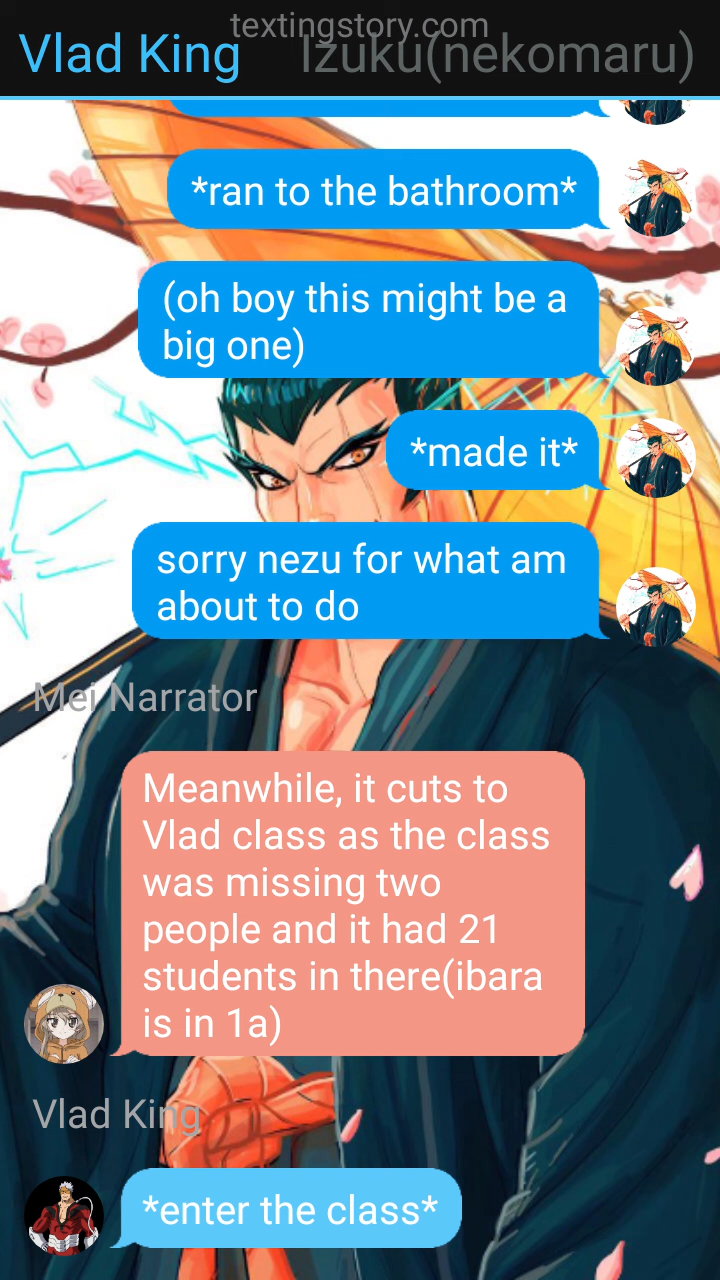 textingstory.com
Vlad King Izuku(nekomaru)
*ran to the bathroom*
(oh boy this might be a
big one)
*made it*
sorry nezu for what am
about to do
Mei Narrator
Meanwhile, it cuts to
Vlad class as the class
was missing two
people and it had 21
students in there(ibara
is in 1a)
Vlad King
*enter the class*